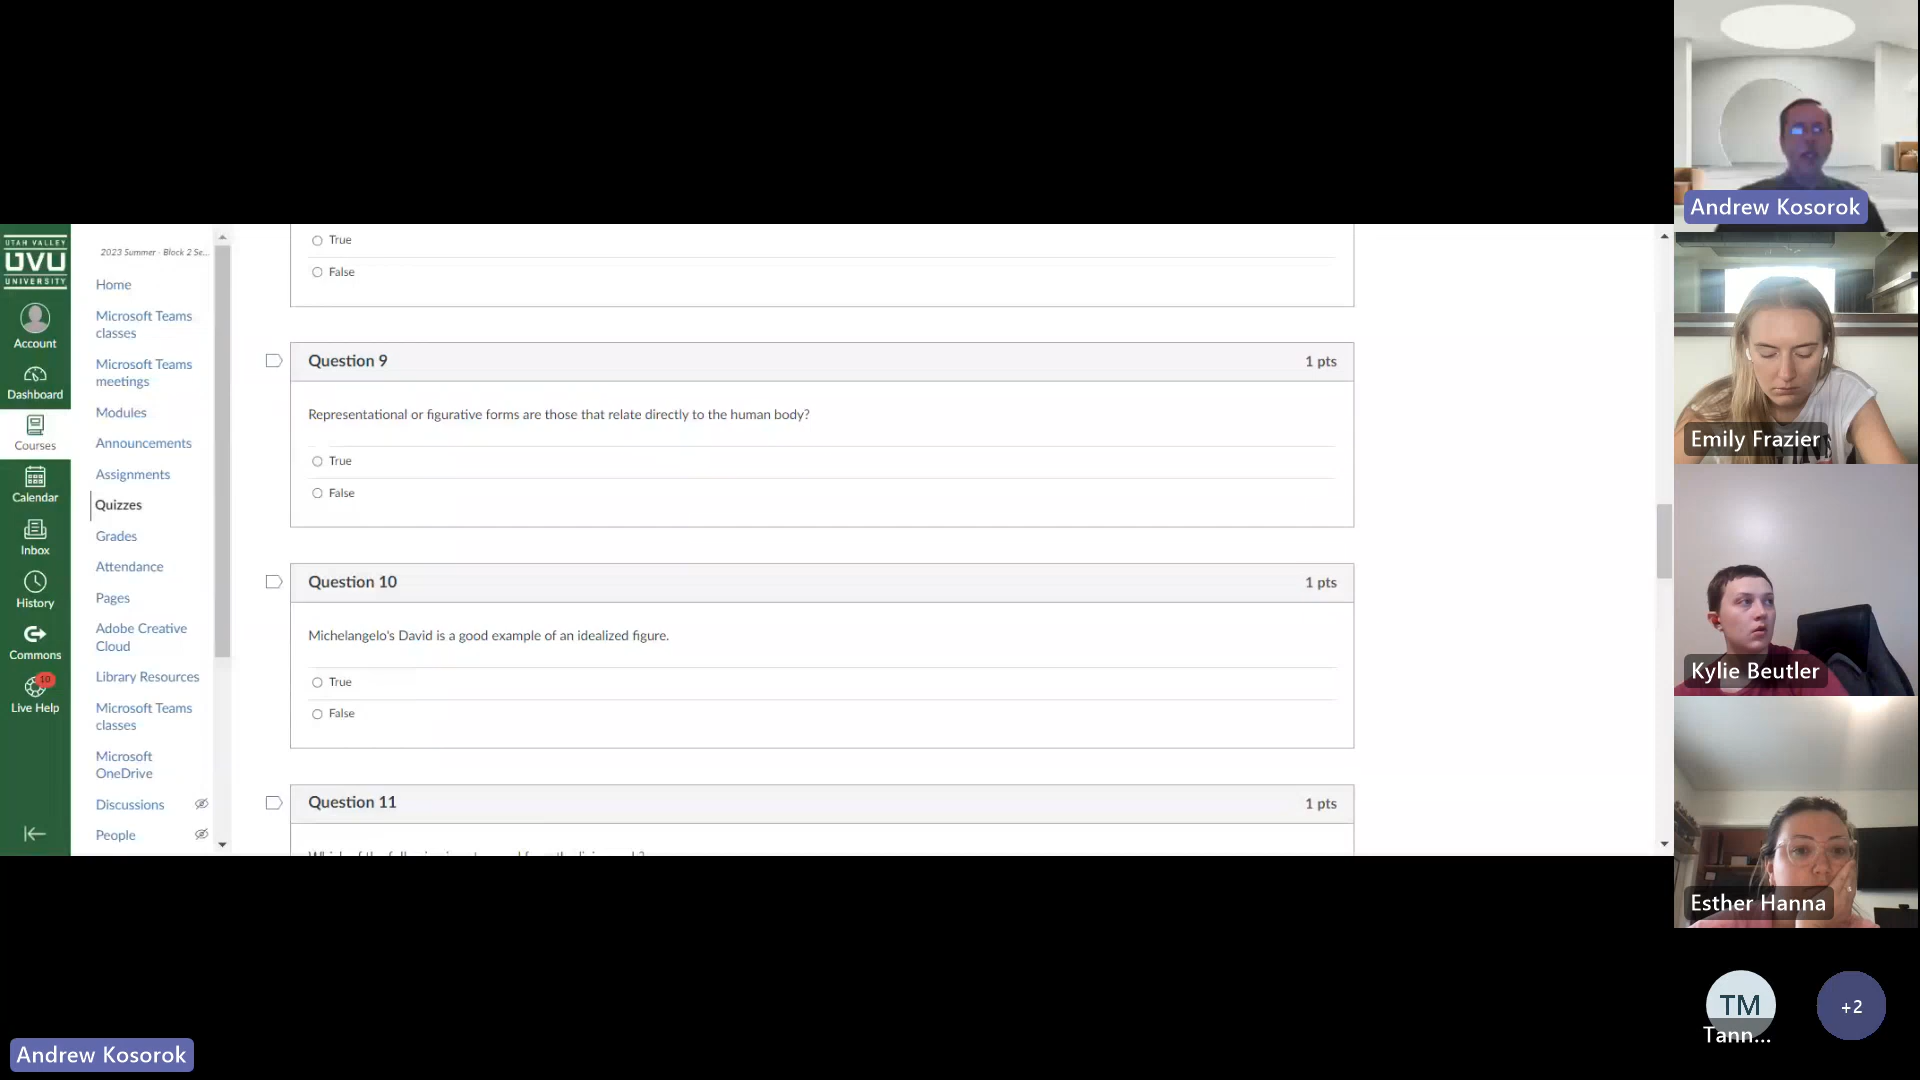 UTAH VALLEY
UVU
UNIVERSITY
Account
Dashboard
Courses
Calendar
Inbox
History
Commons
10
Live Help
2023 Summer - Block 2 Se...
Home
Microsoft Teams
classes
Microsoft Teams
meetings
Modules
Announcements
Assignments
Quizzes
Grades
Attendance
Pages
Adobe Creative
Cloud
Library Resources
Microsoft Teams
classes
Microsoft
OneDrive
Discussions
People
True
False
Question 9
1 pts
Representational or figurative forms are those that relate directly to the human body?
True
False
Question 10
1 pts
Michelangelo's David is a good example of an idealized figure.
True
False
Question 11
1 pts
Andrew Kosorok
Emily Frazier
Kylie Beutler
Esther Hanna
TM
Tann...
+2
Andrew Kosorok